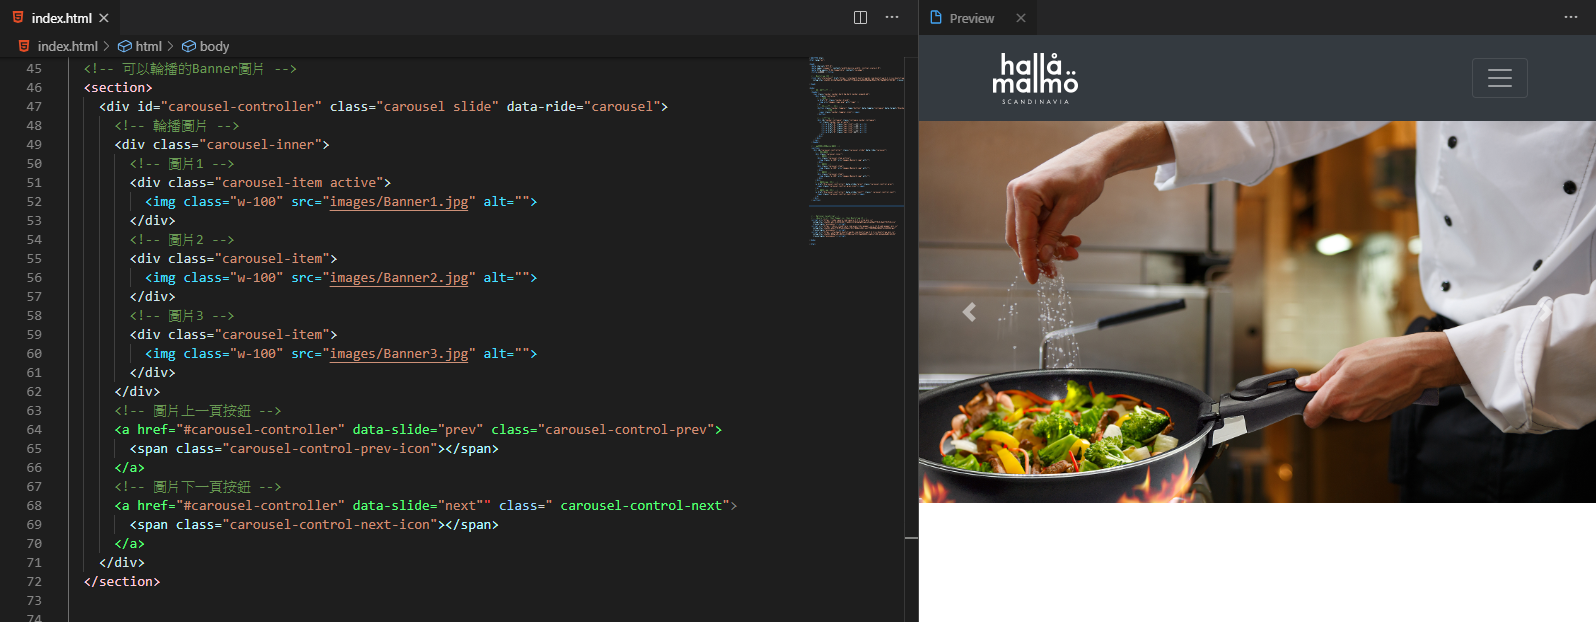 index.html
index.html > html > body
45 <!-- 可以輪播的Banner圖片 -->
46 <section>
47 <div id="carousel-controller" class="carousel slide" data-ride="carousel">
48 <!-- 輪播圖片 -->
49 <div class="carousel-inner">
50 <!-- 圖片1 -->
51 <div class="carousel-item active">
52 <img class="w-100" src="images/Banner1.jpg" alt="">
53 </div>
54 <!-- 圖片2 -->
55 <div class="carousel-item">
56 <img class="w-100" src="images/Banner2.jpg" alt="">
57 </div>
58 <!-- 圖片3 -->
59 <div class="carousel-item">
60 <img class="w-100" src="images/Banner3.jpg" alt="">
61 </div>
62 </div>
63 <!-- 圖片上一頁按鈕 -->
64 <a href="#carousel-controller" data-slide="prev" class="carousel-control-prev">
65 <span class="carousel-control-prev-icon"></span>
66 </a>
67 <!-- 圖片下一頁按鈕 -->
68 <a href="#carousel-controller" data-slide="next"" class=" carousel-control-next">
69 <span class="carousel-control-next-icon"></span>
70 </a>
71 </div>
72 </section>
73
74
Preview
hallå
malmö
SCANDINAVIA